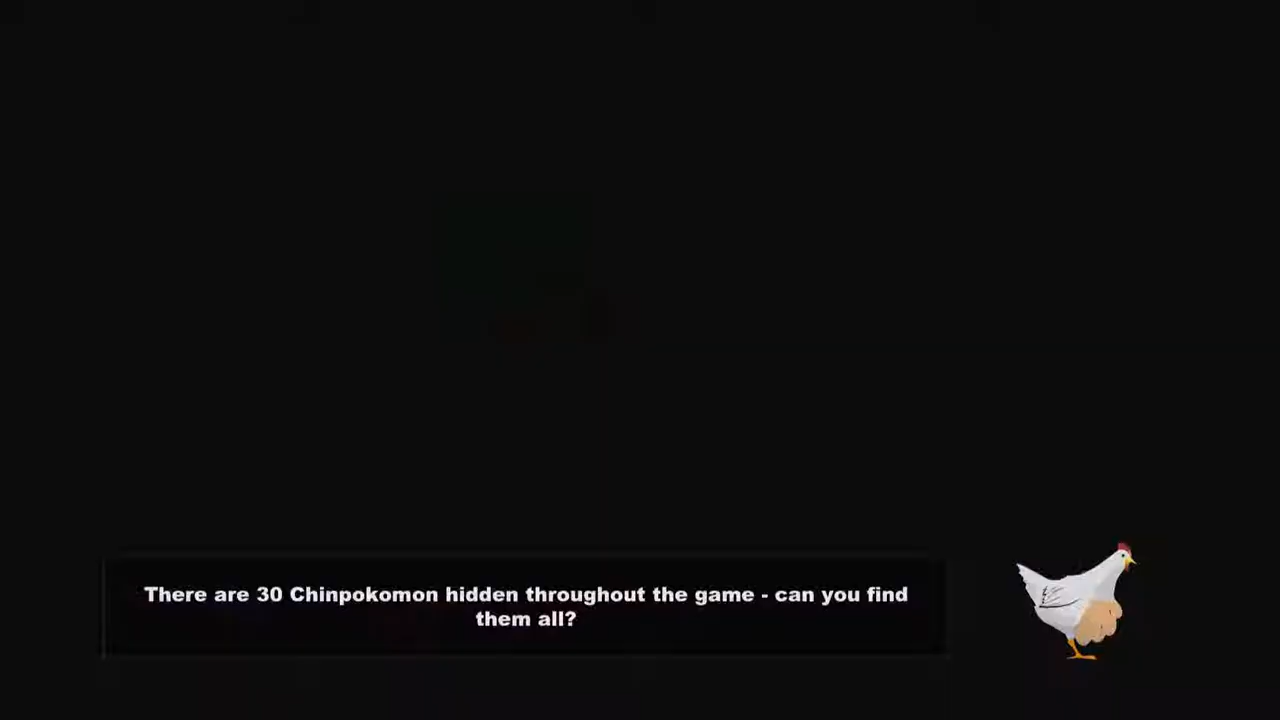 There are 30 Chinpokomon hidden throughout the game - can you find
them all?